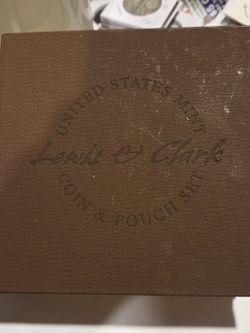 UNITED STATES MINT
Lewis & Clark
COIN & POUCH SET